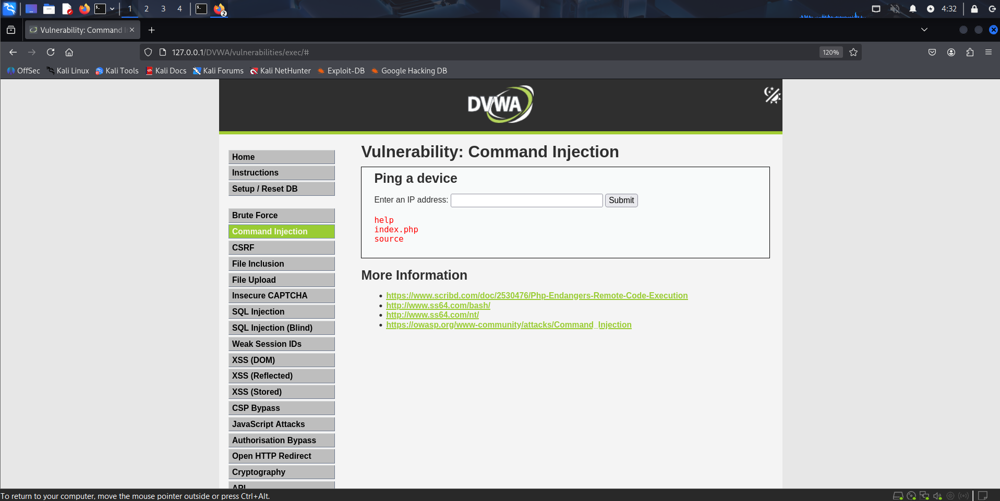 1 2 3 4 2 4:32
Vulnerability: Command I
127.0.0.1/DVWA/vulnerabilities/exec/# 120%
OffSec Kali Linux Kali Tools Kali Docs Kali Forums Kali NetHunter Exploit-DB Google Hacking DB
DVWA
Home
Instructions
Setup / Reset DB
Brute Force
Command Injection
CSRF
File Inclusion
File Upload
Insecure CAPTCHA
SQL Injection
SQL Injection (Blind)
Weak Session IDs
XSS (DOM)
XSS (Reflected)
XSS (Stored)
CSP Bypass
JavaScript Attacks
Authorisation Bypass
Open HTTP Redirect
Cryptography
API
Vulnerability: Command Injection
Ping a device
Enter an IP address: Submit
help
index.php
source
More Information
https://www.scribd.com/doc/2530476/Php-Endangers-Remote-Code-Execution
http://www.ss64.com/bash/
http://www.ss64.com/nt/
https://owasp.org/www-community/attacks/Command_Injection
To return to your computer, move the mouse pointer outside or press Ctrl+Alt.